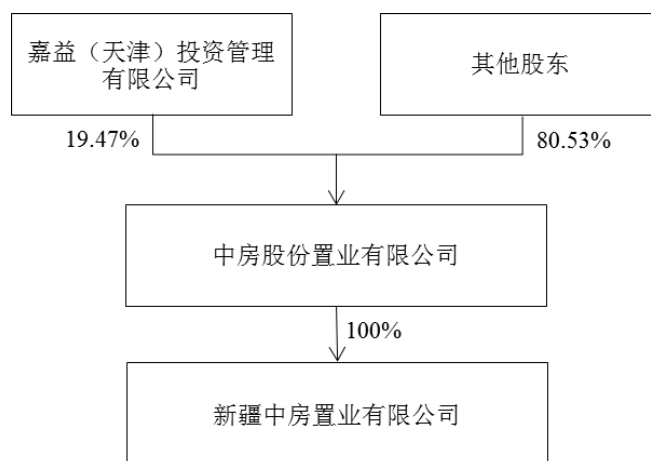 嘉益（天津）投资管理
有限公司
其他股东
19.47%
80.53%
中房股份置业有限公司
100%
新疆中房置业有限公司